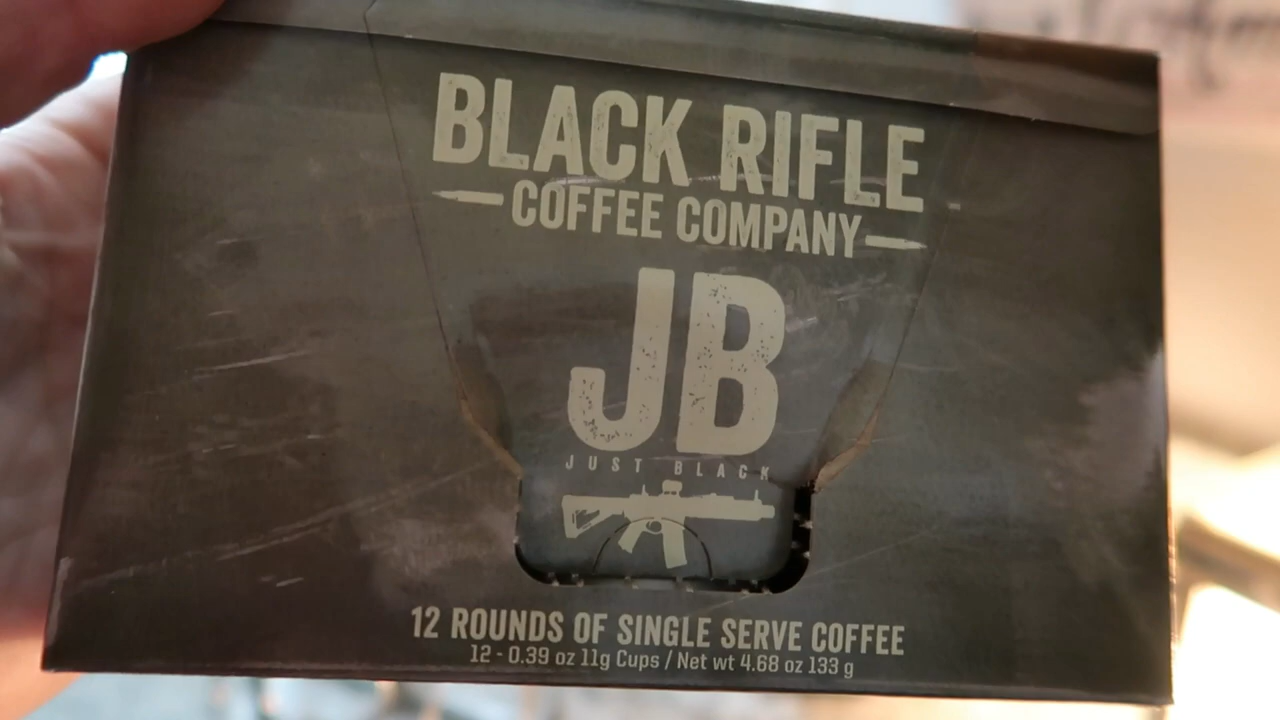 BLACK RIFLE
COFFEE COMPANY
JB
JUST BLACK
12 ROUNDS OF SINGLE SERVE COFFEE
12 - 0.39 oz 11g Cups / Net wt 4.68 oz 133 g